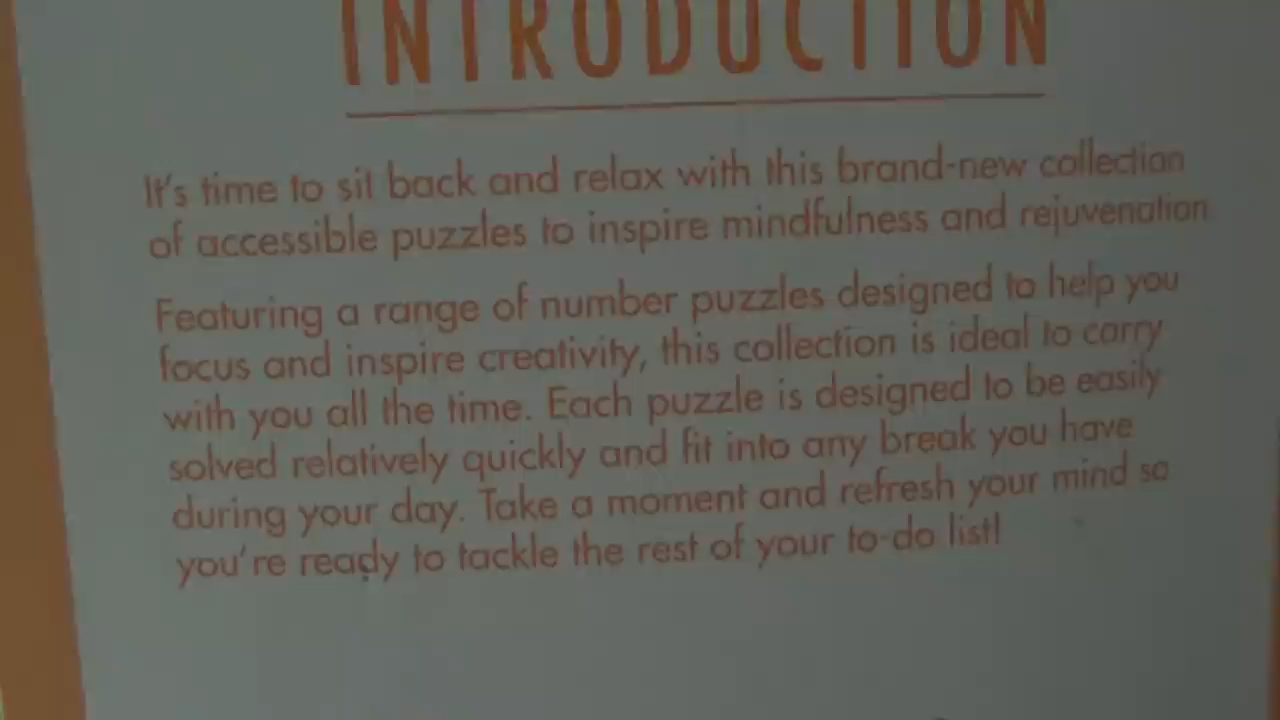 INTRODUCTION
It's time to sit back and relax with this brand-new collection
of accessible puzzles to inspire mindfulness and rejuvenation
Featuring a range of number puzzles designed to help you
focus and inspire creativity, this collection is ideal to carry
with you all the time. Each puzzle is designed to be easily
solved relatively quickly and fit into any break you have
during your day. Take a moment and refresh your mind so
you're ready to tackle the rest of your to-do list!